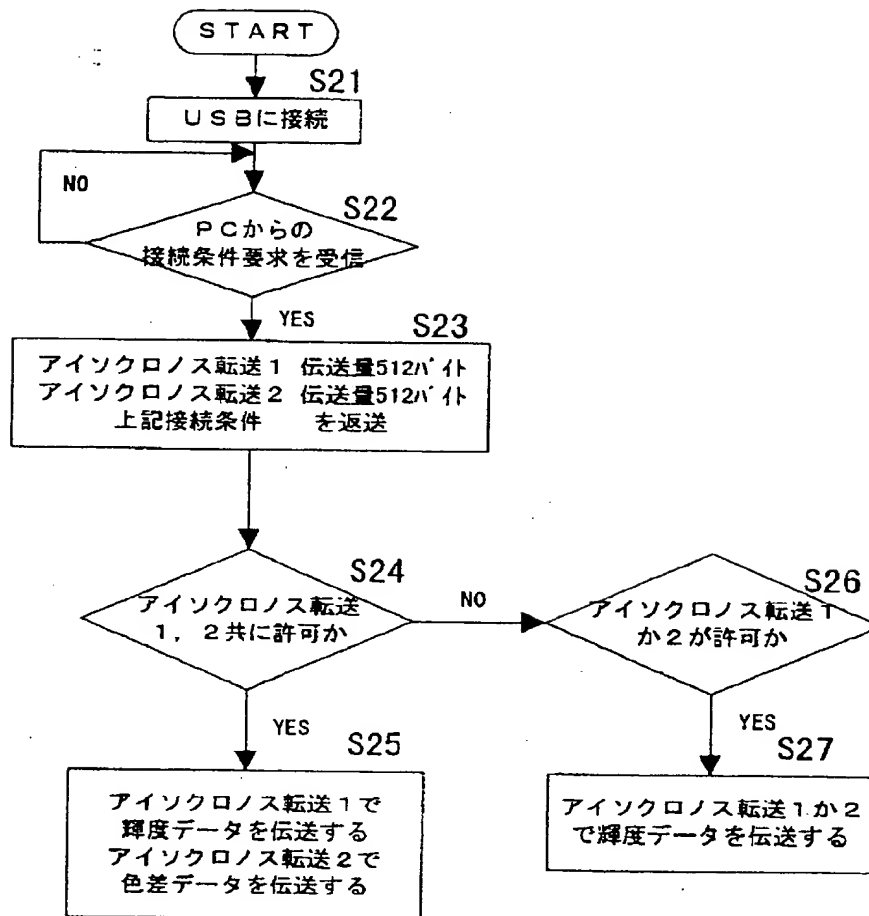 START
S21
USBに接続
NO
S22
PCからの
接続条件要求を受信
YES
S23
アイソクロノス転送1 伝送量512バイト
アイソクロノス転送2 伝送量512バイト
上記接続条件 を返送
S24
アイソクロノス転送
1，2共に許可か
NO
S26
アイソクロノス転送1
か2が許可か
YES
S25
アイソクロノス転送1で
輝度データを伝送する
アイソクロノス転送2で
色差データを伝送する
YES
S27
アイソクロノス転送1か2
で輝度データを伝送する